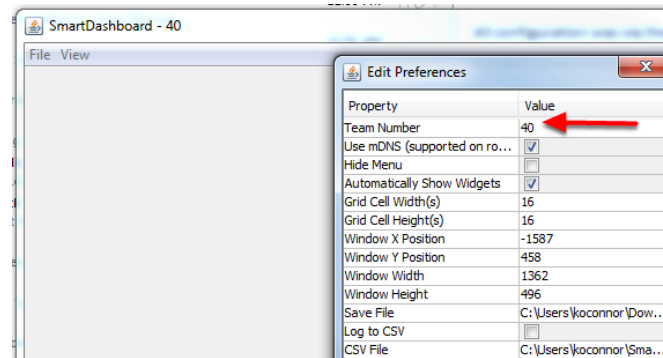 SmartDashboard - 40
File View
Edit Preferences
Property Value
Team Number 40
Use mDNS (supported on ro...
Hide Menu
Automatically Show Widgets
Grid Cell Width(s) 16
Grid Cell Height(s) 16
Window X Position -1587
Window Y Position 458
Window Width 1362
Window Height 496
Save File C:\Users\koconnor\Dow...
Log to CSV
CSV File C:\Users\koconnor\Sma...